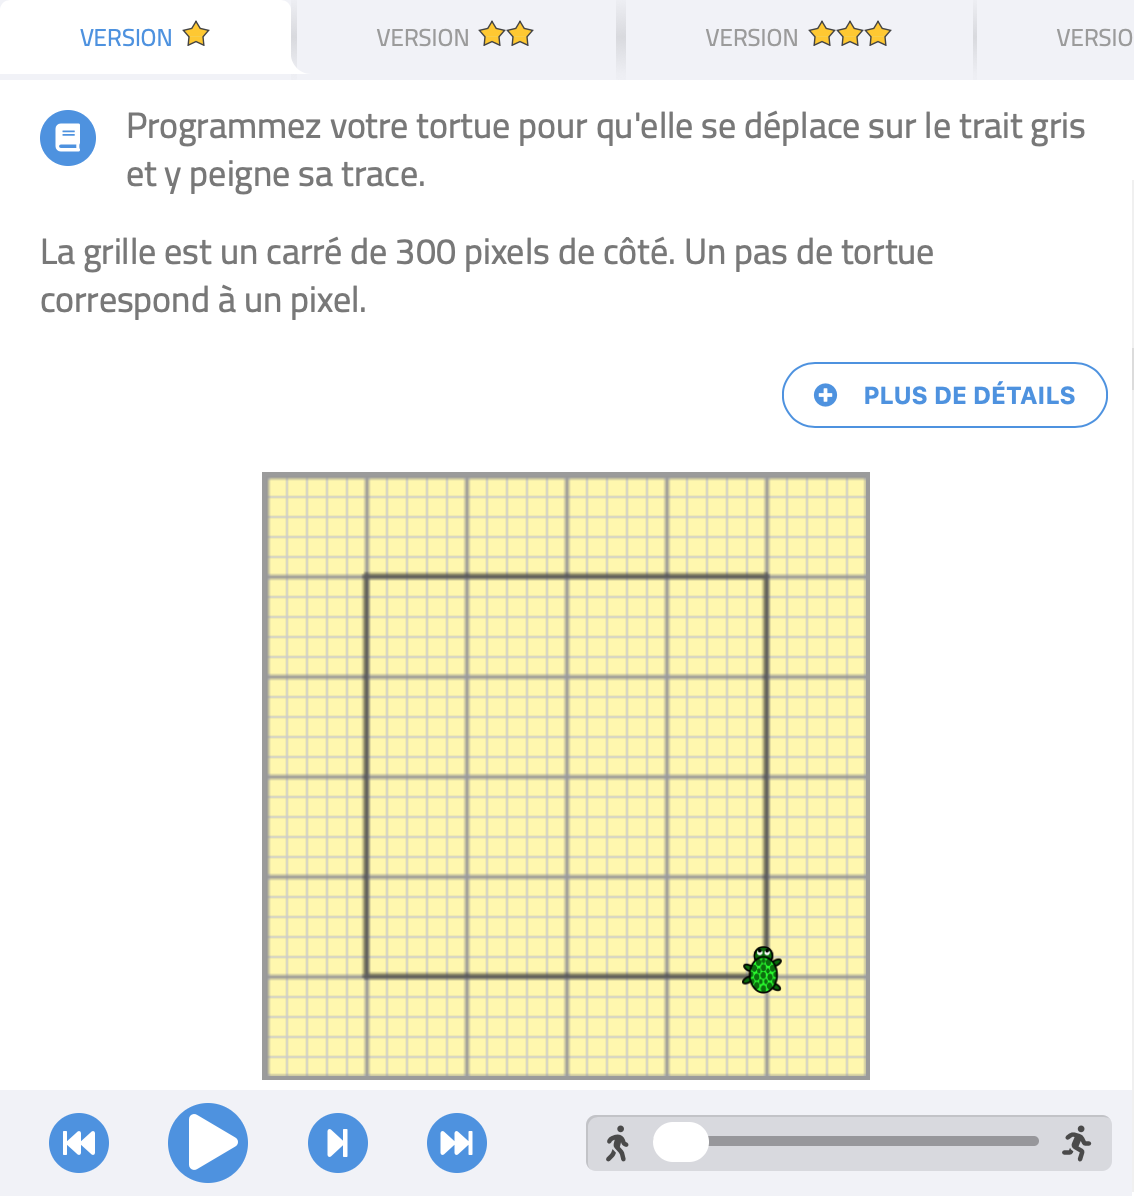 VERSION
VERSION
VERSION
VERSIO
Programmez votre tortue pour qu'elle se déplace sur le trait gris
et y peigne sa trace.
La grille est un carré de 300 pixels de côté. Un pas de tortue
correspond à un pixel.
PLUS DE DÉTAILS